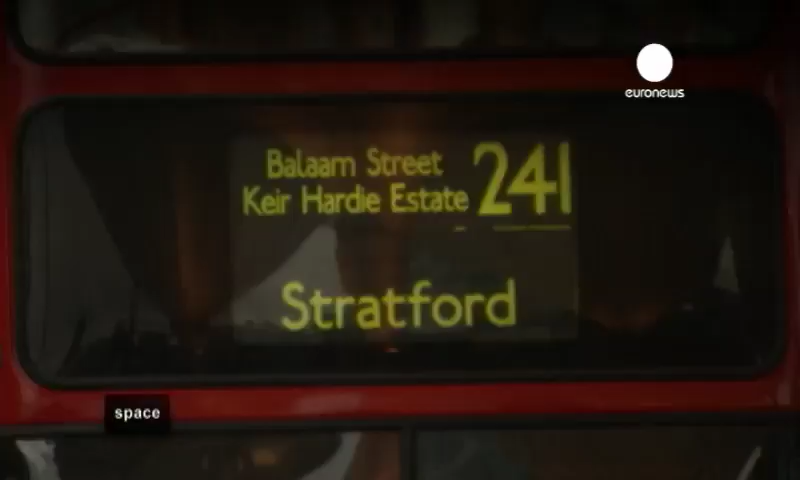 euronews
Balaam Street
Keir Hardie Estate
241
Stratford
space